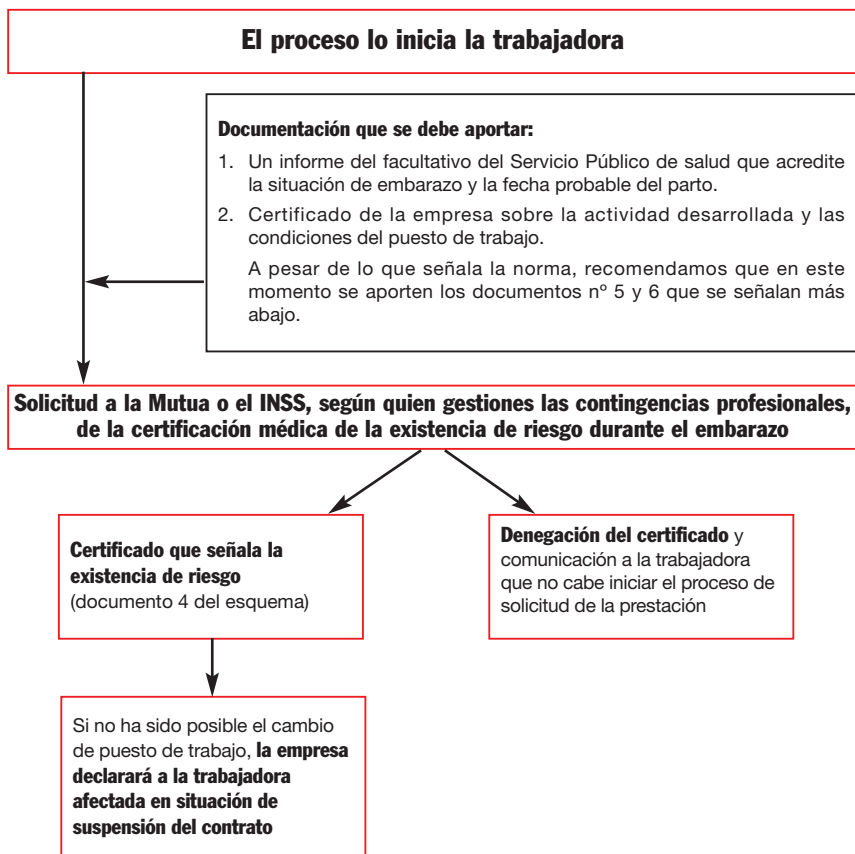 El proceso lo inicia la trabajadora
Documentación que se debe aportar:
1. Un informe del facultativo del Servicio Público de salud que acredite
la situación de embarazo y la fecha probable del parto.
2. Certificado de la empresa sobre la actividad desarrollada y las
condiciones del puesto de trabajo.
A pesar de lo que señala la norma, recomendamos que en este
momento se aporten los documentos nº 5 y 6 que se señalan más
abajo.
Solicitud a la Mutua o el INSS, según quien gestiones las contingencias profesionales,
de la certificación médica de la existencia de riesgo durante el embarazo
Certificado que señala la
existencia de riesgo
(documento 4 del esquema)
Denegación del certificado y
comunicación a la trabajadora
que no cabe iniciar el proceso de
solicitud de la prestación
Si no ha sido posible el cambio
de puesto de trabajo, la empresa
declarará a la trabajadora
afectada en situación de
suspensión del contrato